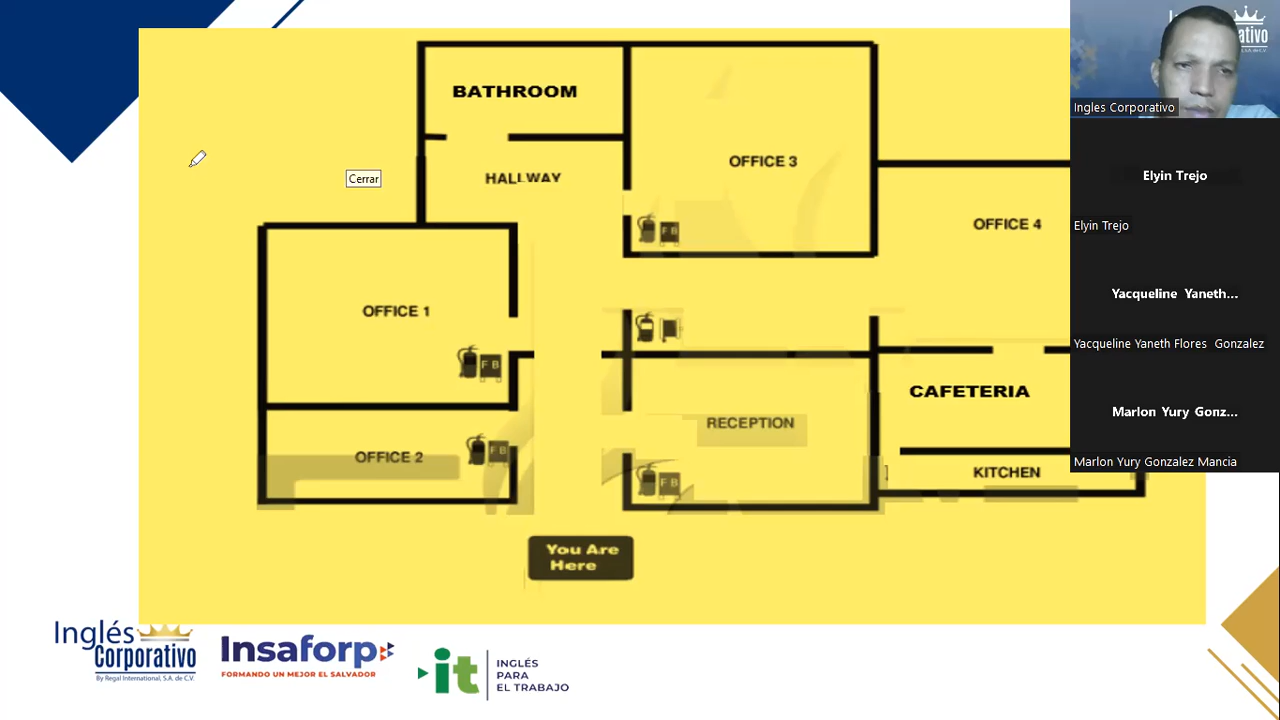 BATHROOM
HALLWAY
OFFICE 3
OFFICE 4
OFFICE 1
OFFICE 2
F B
F B
F B
F B
RECEPTION
CAFETERIA
KITCHEN
You Are
Here
Cerrar
Ingles Corporativo
Elyin Trejo
Elyin Trejo
Yacqueline Yaneth...
Yacqueline Yaneth Flores Gonzalez
Marlon Yury Gonz...
Marlon Yury Gonzalez Mancia
Inglés
Corporativo
By Regal International, S.A. de C.V.
Insaforp
FORMANDO UN MEJOR EL SALVADOR
it
INGLÉS
PARA
EL TRABAJO